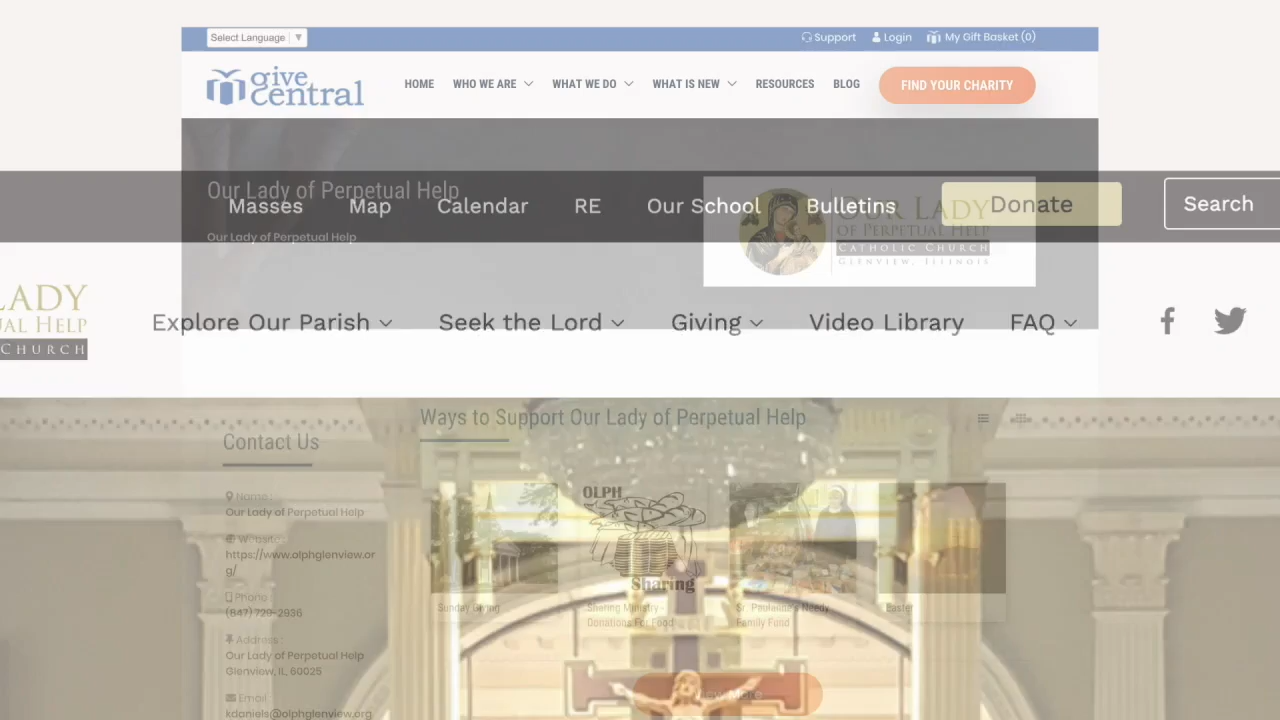 Select Language ▼
Support
Login
My Gift Basket (0)
give central
HOME
WHO WE ARE
WHAT WE DO
WHAT IS NEW
RESOURCES
BLOG
FIND YOUR CHARITY
Our Lady of Perpetual Help
Our Lady of Perpetual Help
Masses
Map
Calendar
RE
Our School
Bulletins
Donate
Search
OUR LADY
OF PERPETUAL HELP
CATHOLIC CHURCH
GLENVIEW, ILLINOIS
LADY
UAL HELP
CHURCH
Explore Our Parish
Seek the Lord
Giving
Video Library
FAQ
Ways to Support Our Lady of Perpetual Help
Contact Us
Name :
Our Lady of Perpetual Help
Website :
https://www.olphglenview.or
g/
Phone :
(847) 729-2936
Address :
Our Lady of Perpetual Help
Glenview, IL, 60025
Email :
kdaniels@olphglenview.org
OLPH
Sharing
Sunday Giving
Sharing Ministry -
Donations For Food
Sr. Paulanne's Needy
Family Fund
Easter
View More